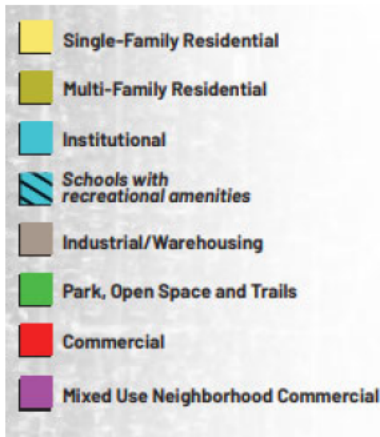 Single-Family Residential
Multi-Family Residential
Institutional
Schools with
recreational amenities
Industrial/Warehousing
Park, Open Space and Trails
Commercial
Mixed Use Neighborhood Commercial